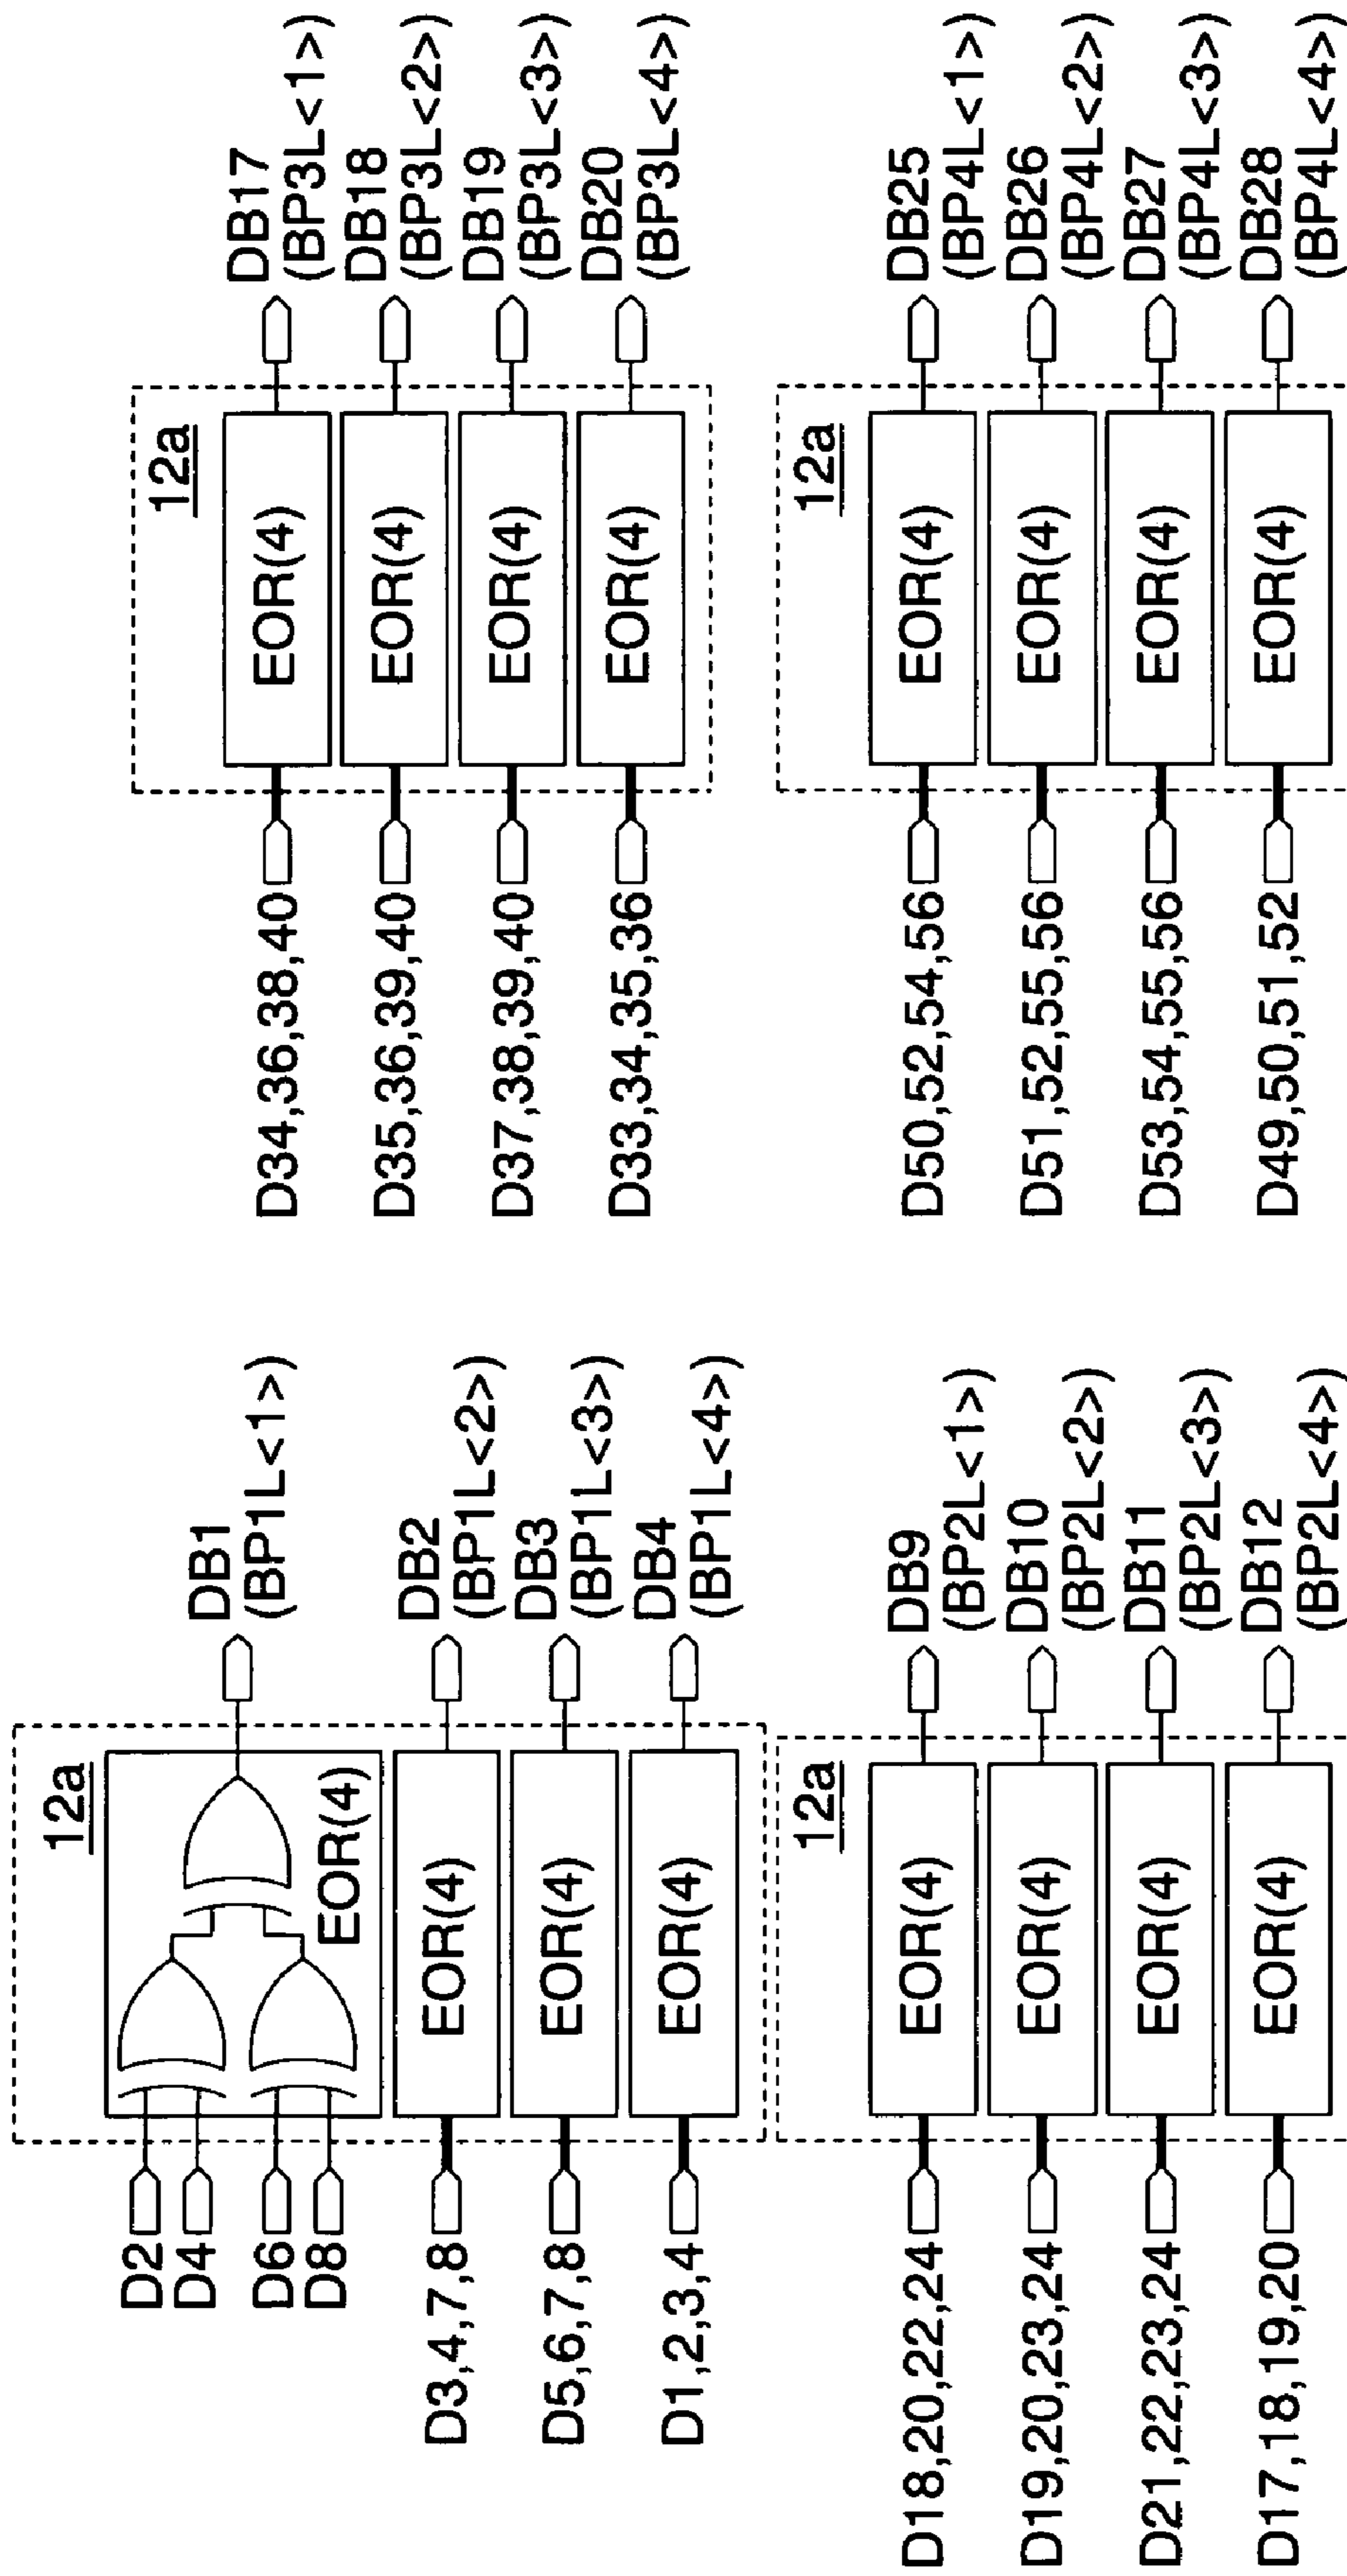 12a
D2
D4
D6
D8
EOR(4)
DB1
(BP1L<1>)
D3,4,7,8
EOR(4)
DB2
(BP1L<2>)
D5,6,7,8
EOR(4)
DB3
(BP1L<3>)
D1,2,3,4
EOR(4)
DB4
(BP1L<4>)
12a
D18,20,22,24
EOR(4)
DB9
(BP2L<1>)
D19,20,23,24
EOR(4)
DB10
(BP2L<2>)
D21,22,23,24
EOR(4)
DB11
(BP2L<3>)
D17,18,19,20
EOR(4)
DB12
(BP2L<4>)
12a
D34,36,38,40
EOR(4)
DB17
(BP3L<1>)
D35,36,39,40
EOR(4)
DB18
(BP3L<2>)
D37,38,39,40
EOR(4)
DB19
(BP3L<3>)
D33,34,35,36
EOR(4)
DB20
(BP3L<4>)
12a
D50,52,54,56
EOR(4)
DB25
(BP4L<1>)
D51,52,55,56
EOR(4)
DB26
(BP4L<2>)
D53,54,55,56
EOR(4)
DB27
(BP4L<3>)
D49,50,51,52
EOR(4)
DB28
(BP4L<4>)